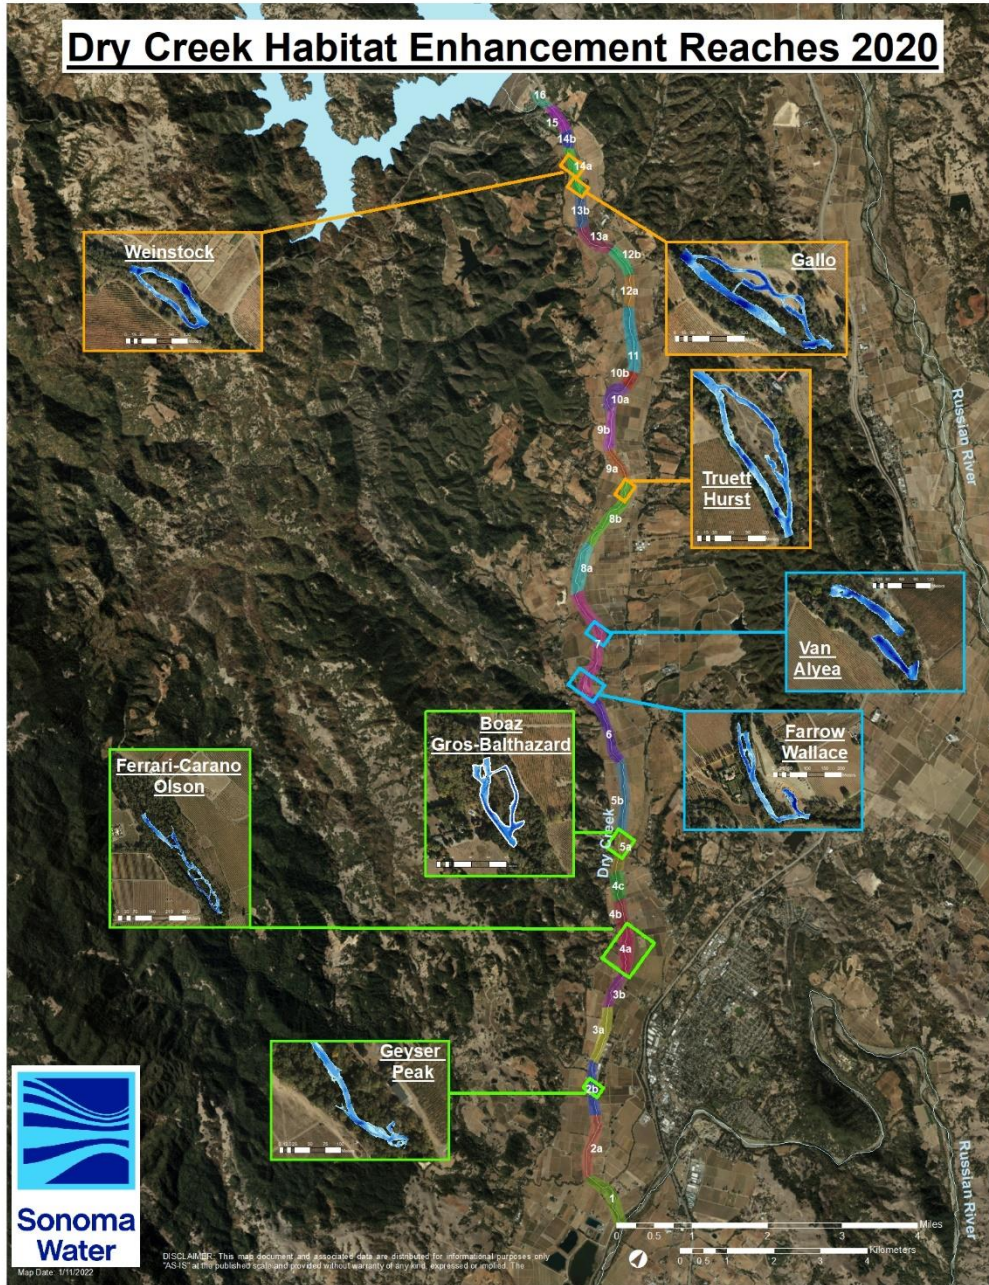 Dry Creek Habitat Enhancement Reaches 2020
16
15
14b
14a
13b
13a
12b
12a
11
10b
10a
9b
9a
8b
8a
7
6
5b
5a
4c
4b
4a
3b
3a
2b
2a
1
Weinstock
Gallo
Truett
Hurst
Van
Alyea
Farrow
Wallace
Boaz
Gros-Balthazard
Ferrari-Carano
Olson
Geyser
Peak
Dry Creek
Russian River
Russian River
Sonoma
Water
Map Date: 1/11/2022
DISCLAIMER: This map document and associated data are distributed for informational purposes only
"AS-IS" at the published scale and provided without warranty of any kind, expressed or implied. The
0 0.5 1 2 3 4 Miles
0 0.5 1 2 3 4 Kilometers